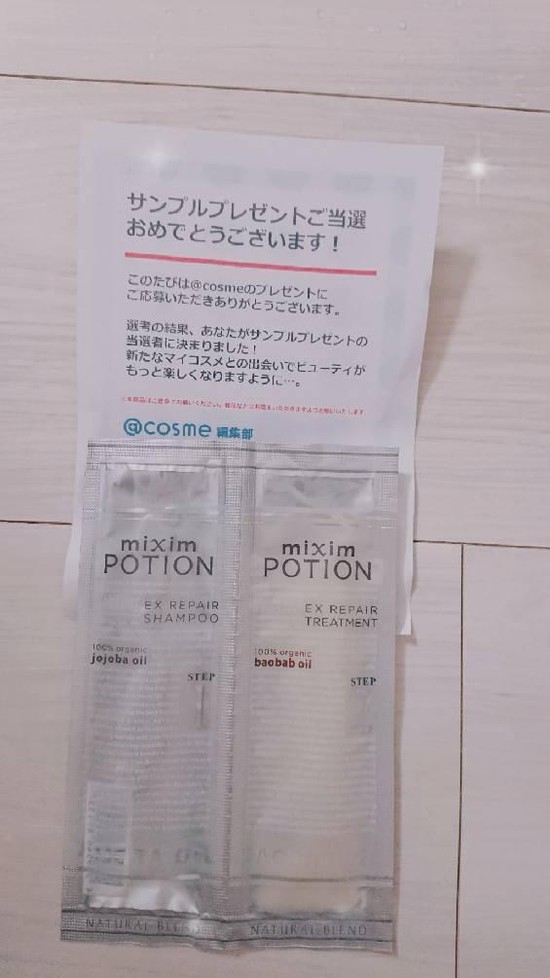 サンプルプレゼントご当選
おめでとうございます！
このたびは@cosmeのプレゼントに
ご応募いただきありがとうございます。
選考の結果、あなたがサンプルプレゼントの
当選者に決まりました！
新たなマイコスメとの出会いでビューティが
もっと楽しくなりますように…。
@cosme 編集部
mixim
POTION
EX REPAIR
SHAMPOO
100% organic
jojoba oil
STEP
NATURAL BLEND
mixim
POTION
EX REPAIR
TREATMENT
100% organic
baobab oil
STEP
NATURAL BLEND